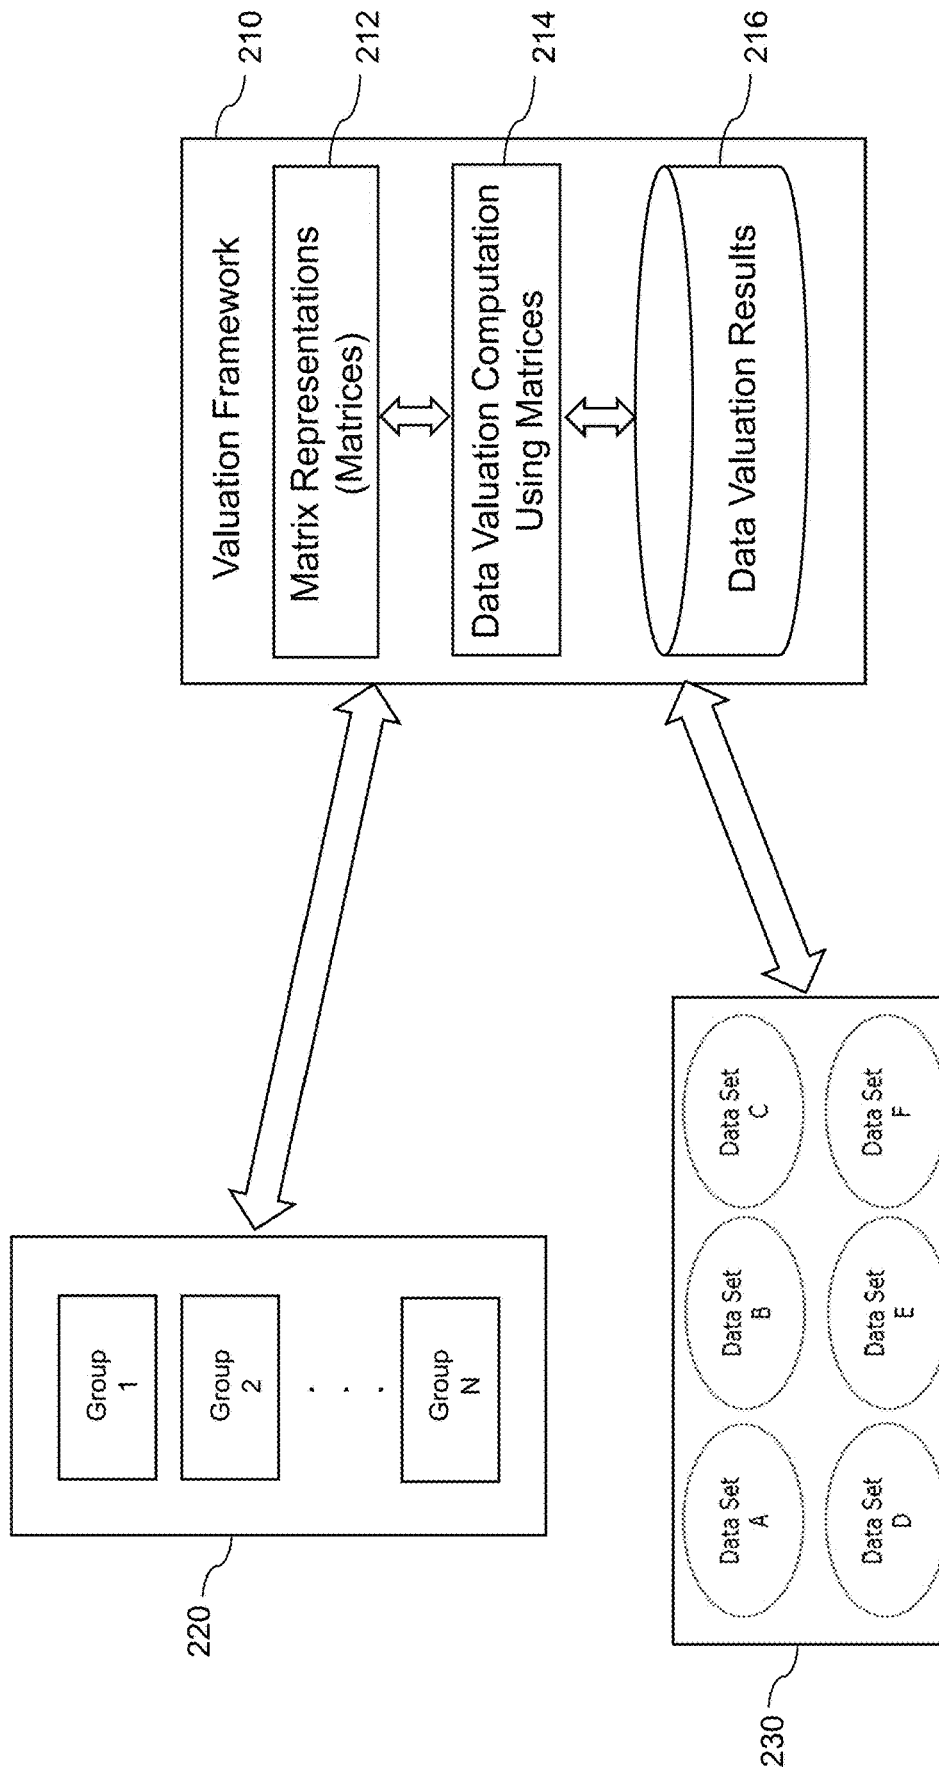 220
Group
1
Group
2
. . .
Group
N
230
Data Set
A
Data Set
B
Data Set
C
Data Set
D
Data Set
E
Data Set
F
Valuation Framework
210
Matrix Representations
(Matrices)
212
Data Valuation Computation
Using Matrices
214
Data Valuation Results
216